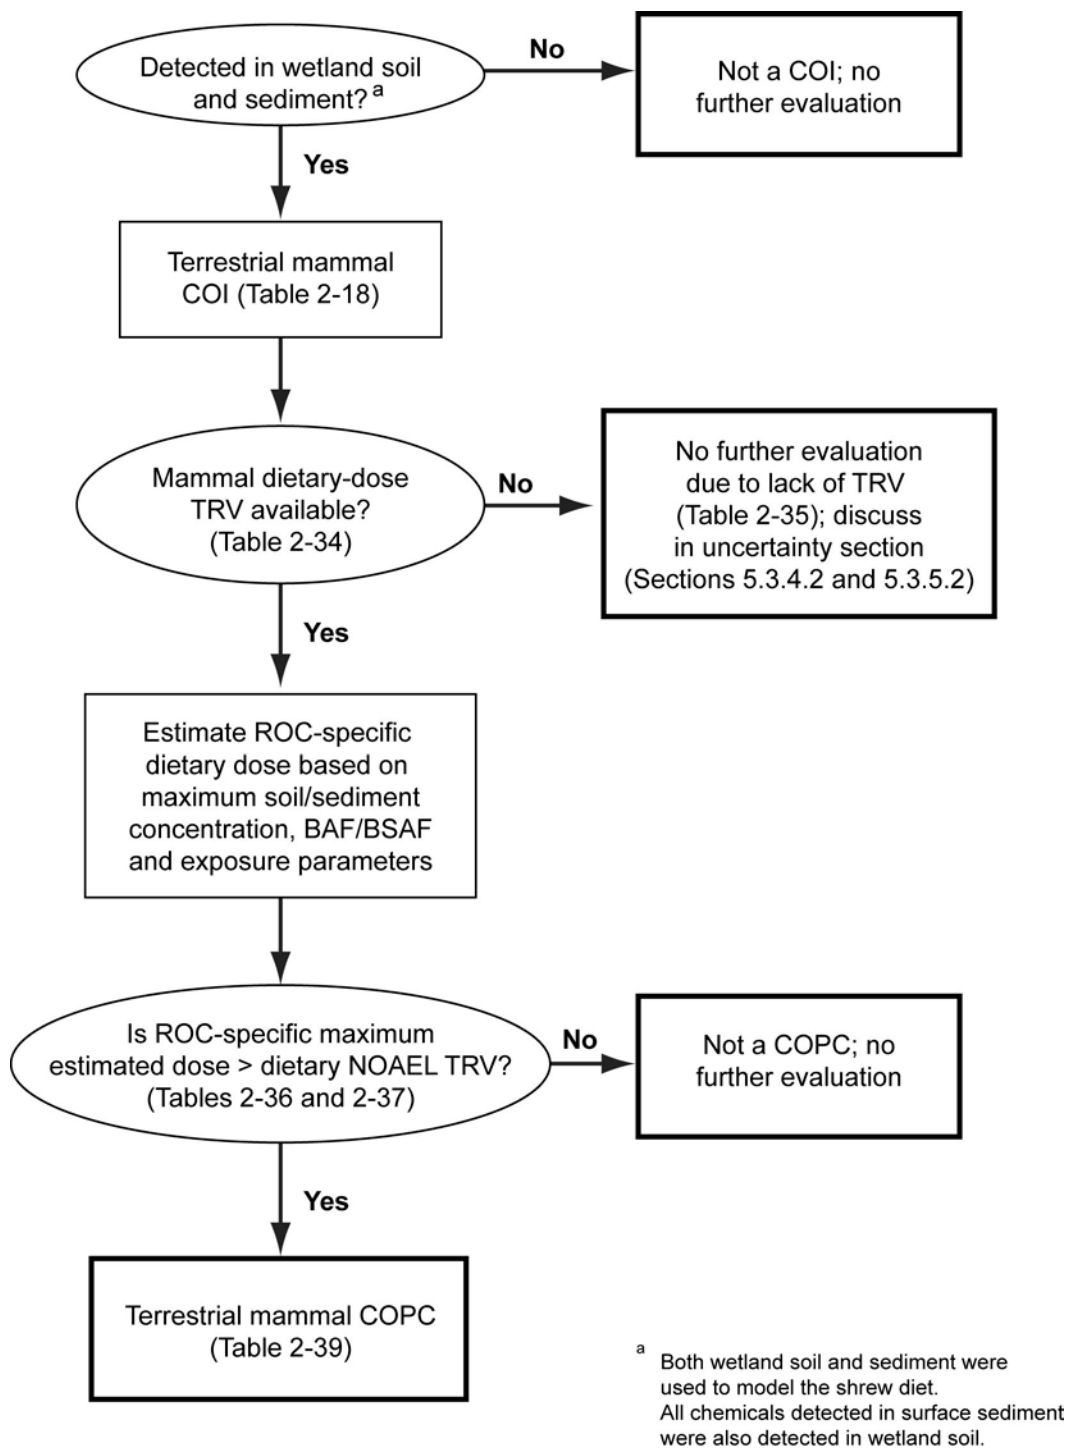 Detected in wetland soil
and sediment? a
No
Not a COI; no
further evaluation
Yes
Terrestrial mammal
COI (Table 2-18)
Mammal dietary-dose
TRV available?
(Table 2-34)
No
No further evaluation
due to lack of TRV
(Table 2-35); discuss
in uncertainty section
(Sections 5.3.4.2 and 5.3.5.2)
Yes
Estimate ROC-specific
dietary dose based on
maximum soil/sediment
concentration, BAF/BSAF
and exposure parameters
Is ROC-specific maximum
estimated dose > dietary NOAEL TRV?
(Tables 2-36 and 2-37)
No
Not a COPC; no
further evaluation
Yes
Terrestrial mammal COPC
(Table 2-39)
a Both wetland soil and sediment were
used to model the shrew diet.
All chemicals detected in surface sediment
were also detected in wetland soil.